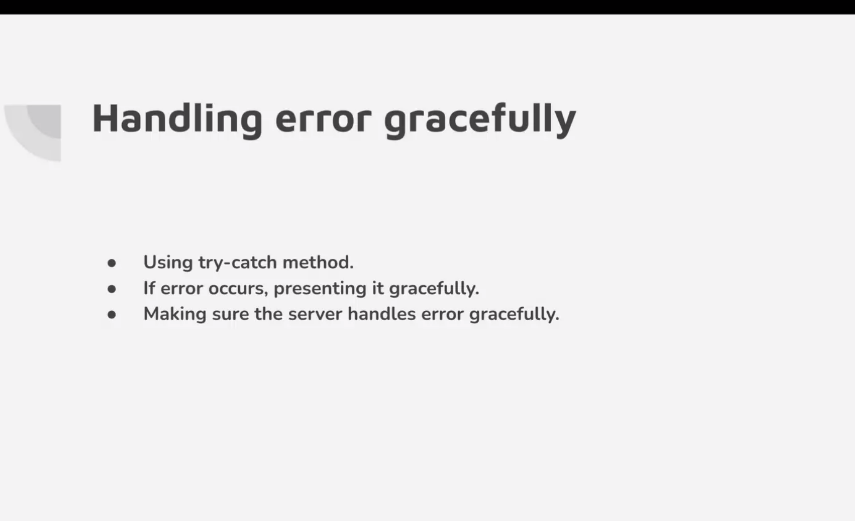 Handling error gracefully
● Using try-catch method.
● If error occurs, presenting it gracefully.
● Making sure the server handles error gracefully.